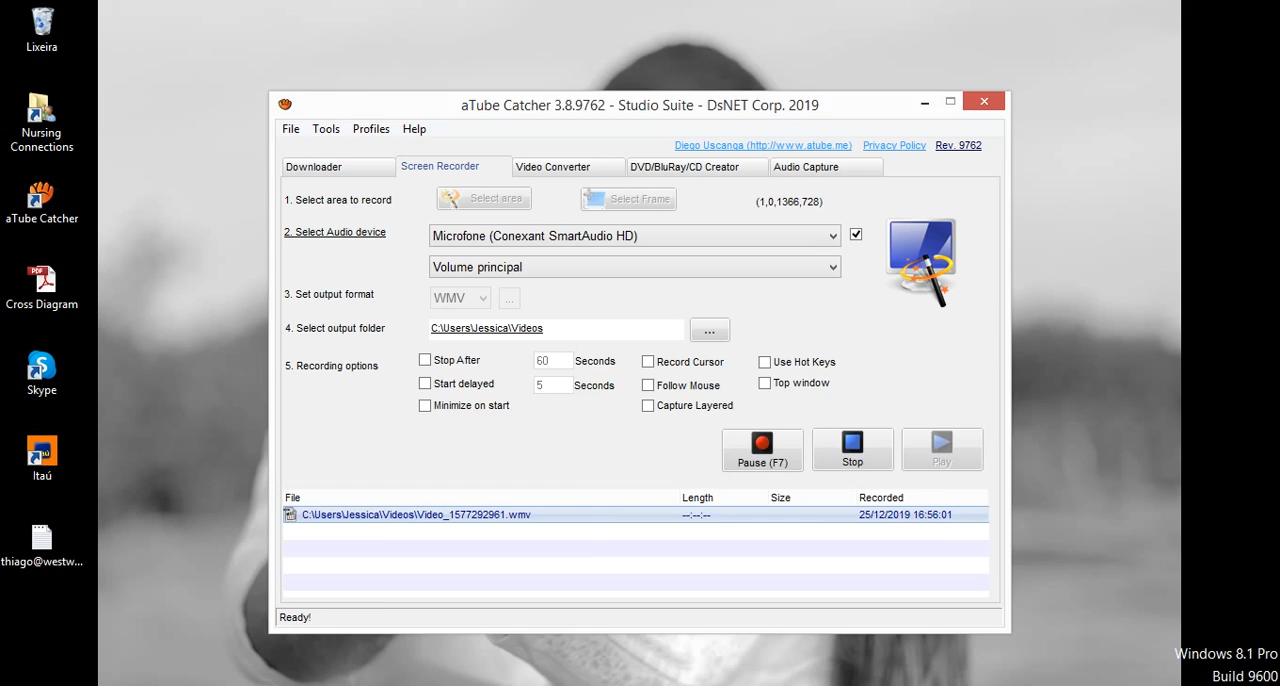 Lixeira
Nursing
Connections
aTube Catcher
Cross Diagram
Skype
Itaú
thiago@westw...
aTube Catcher 3.8.9762 - Studio Suite - DsNET Corp. 2019
File Tools Profiles Help
Diego Uscanga (http://www.atube.me) Privacy Policy Rev. 9762
Downloader Screen Recorder Video Converter DVD/BluRay/CD Creator Audio Capture
1. Select area to record Select area Select Frame (1,0,1366,728)
2. Select Audio device Microfone (Conexant SmartAudio HD)
Volume principal
3. Set output format WMV ...
4. Select output folder C:\Users\Jessica\Videos ...
5. Recording options Stop After 60 Seconds Record Cursor Use Hot Keys
Start delayed 5 Seconds Follow Mouse Top window
Minimize on start Capture Layered
Pause (F7) Stop Play
File Length Size Recorded
C:\Users\Jessica\Videos\Video_1577292961.wmv --:--:-- 25/12/2019 16:56:01
Ready!
Windows 8.1 Pro
Build 9600